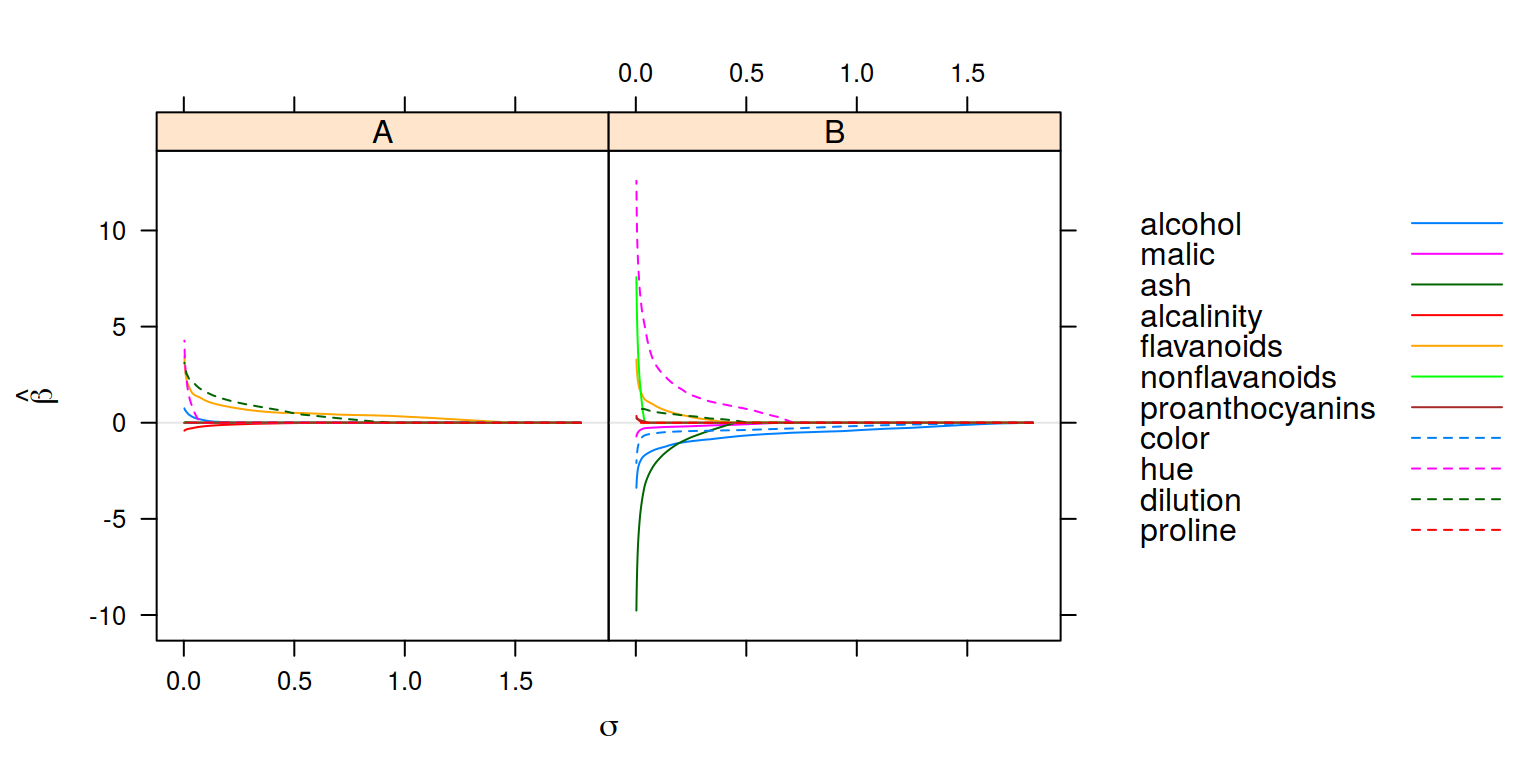 0.0 0.5 1.0 1.5
A B
10
5
0
-5
-10
β̂
0.0 0.5 1.0 1.5
σ
alcohol
malic
ash
alcalinity
flavanoids
nonflavanoids
proanthocyanins
color
hue
dilution
proline